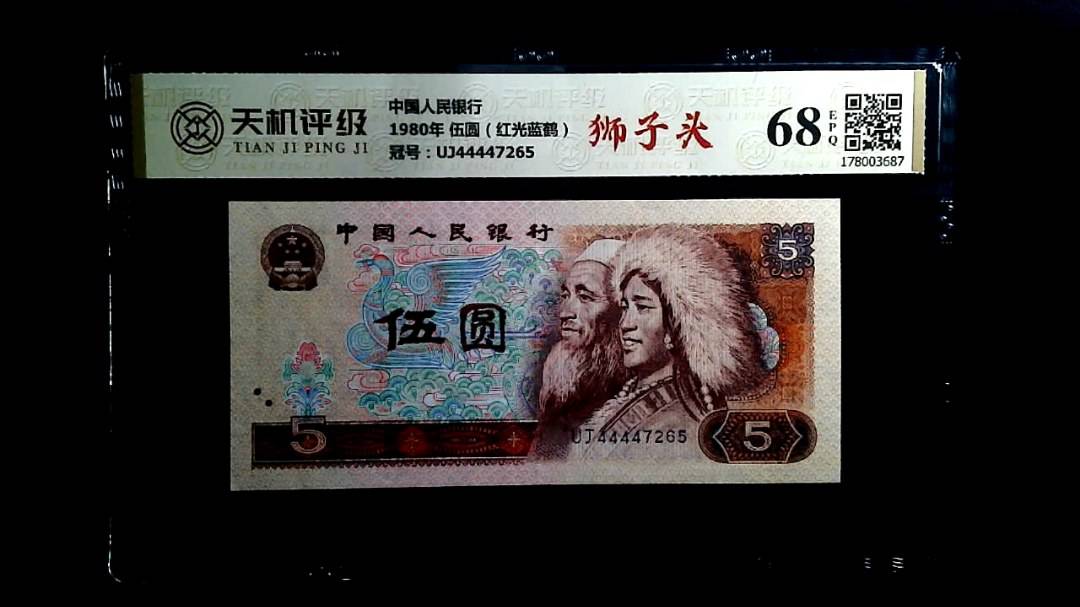 天机评级
TIAN JI PING JI
中国人民银行
1980年 伍圆（红光蓝鹤）
冠号：UJ44447265
狮子头
68
EPQ
178003687
中国人民银行
5
伍圆
5
UJ44447265
5